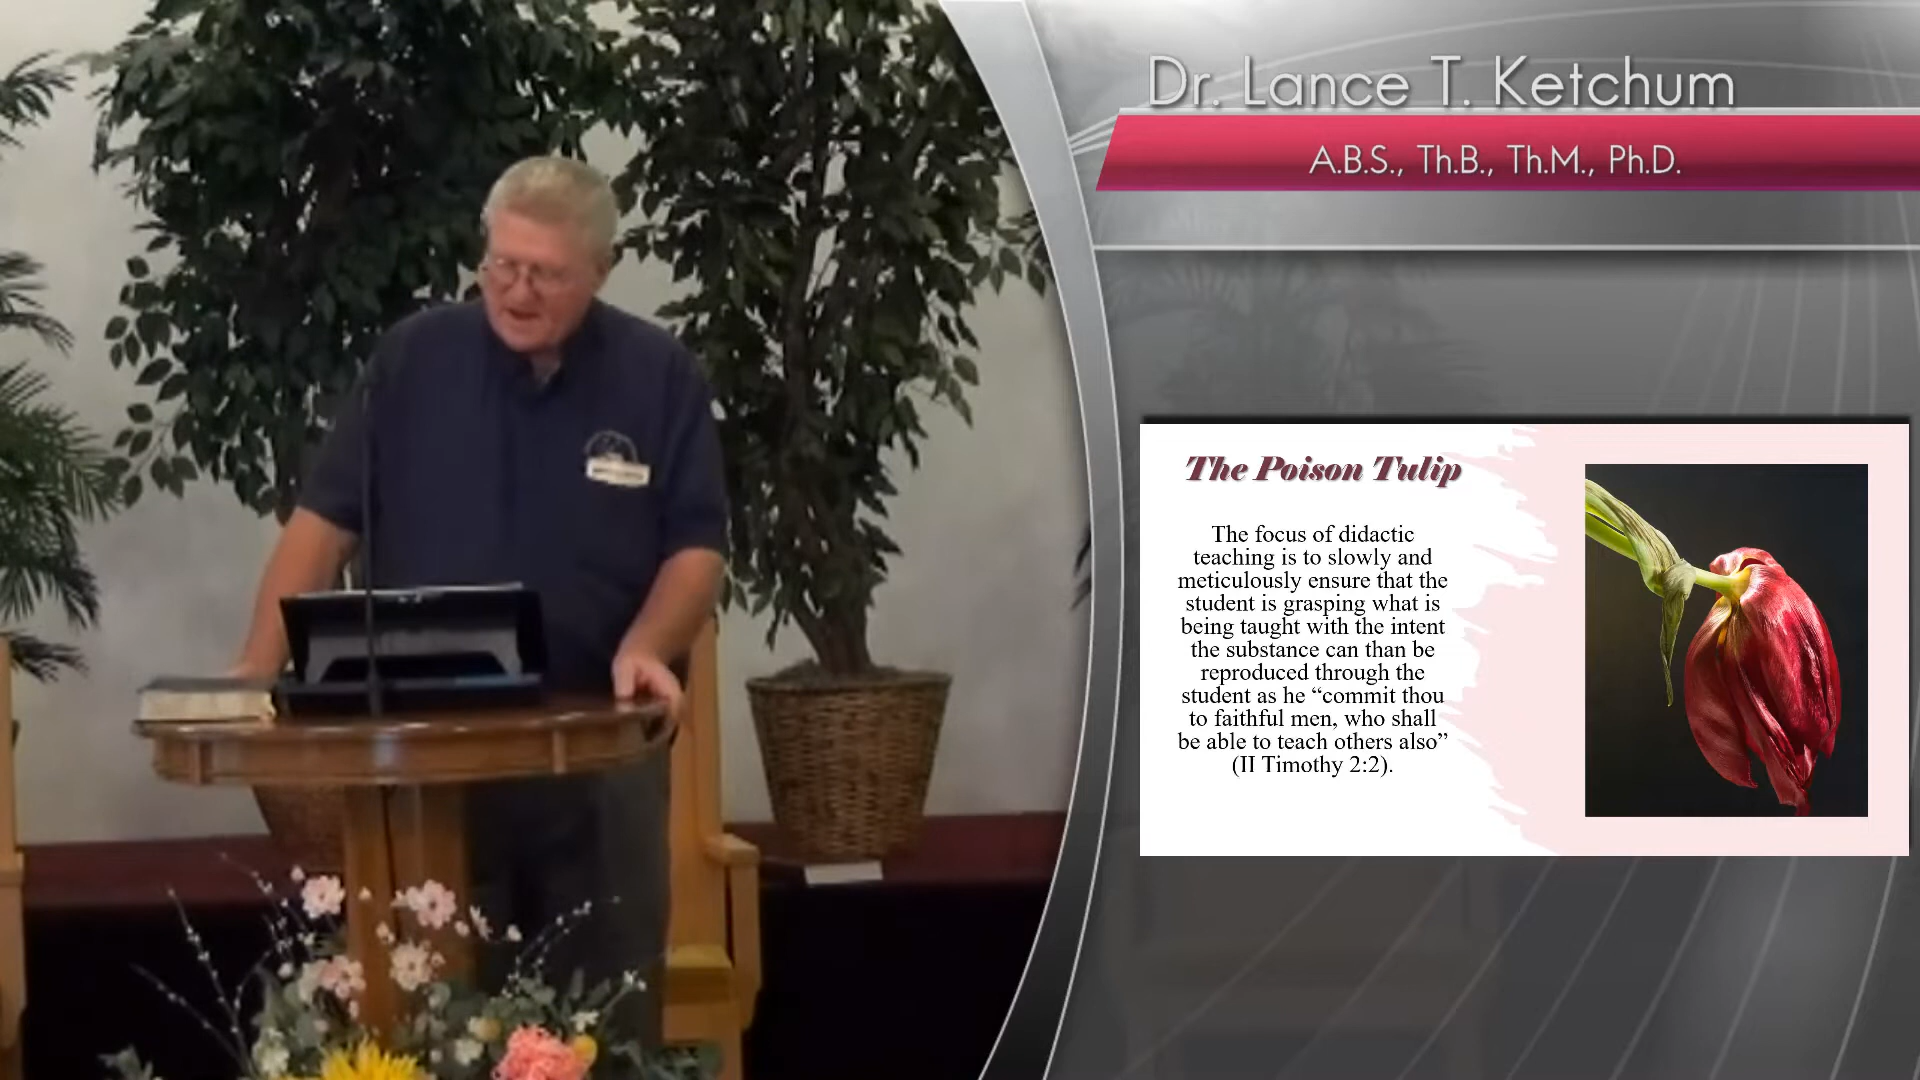 Dr. Lance T. Ketchum
A.B.S., Th.B., Th.M., Ph.D.
The Poison Tulip
The focus of didactic
teaching is to slowly and
meticulously ensure that the
student is grasping what is
being taught with the intent
the substance can than be
reproduced through the
student as he “commit thou
to faithful men, who shall
be able to teach others also”
(II Timothy 2:2).